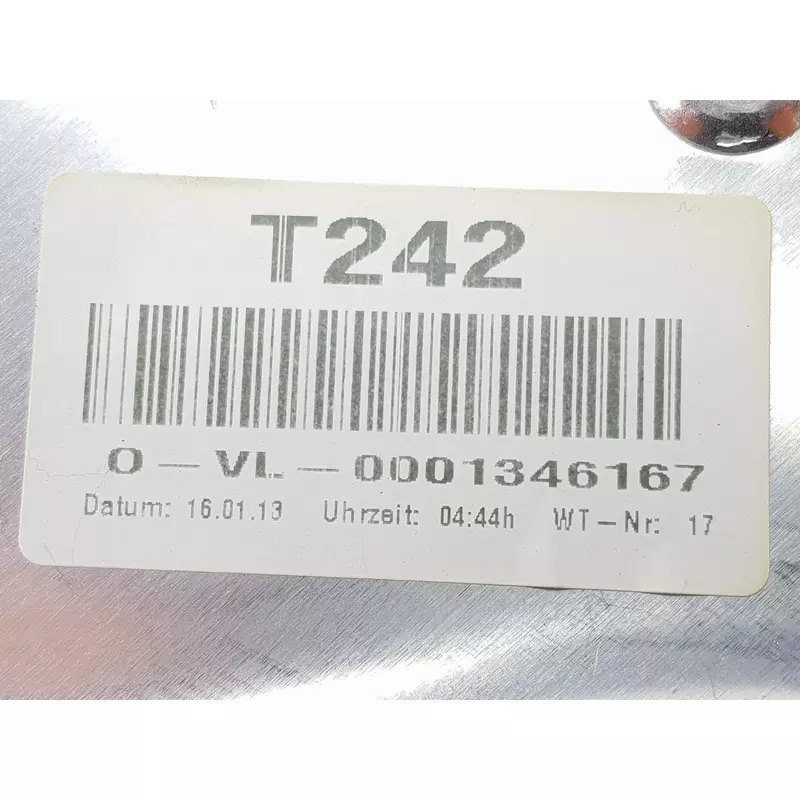 T242
O-VL-0001346167
Datum: 16.01.13 Uhrzeit: 04:44h WT-Nr: 17